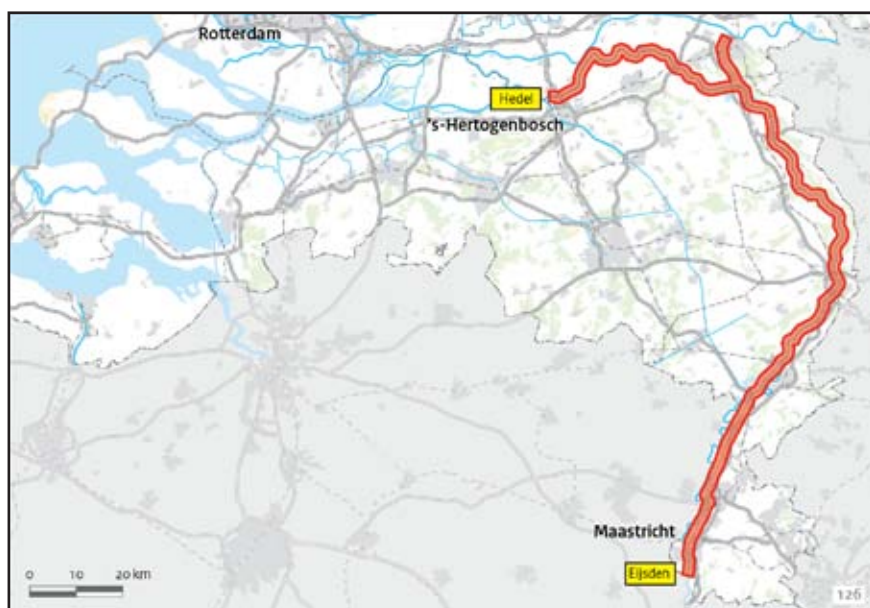 Rotterdam
Hedel
's-Hertogenbosch
Maastricht
Eijsden
0 10 20 km
126